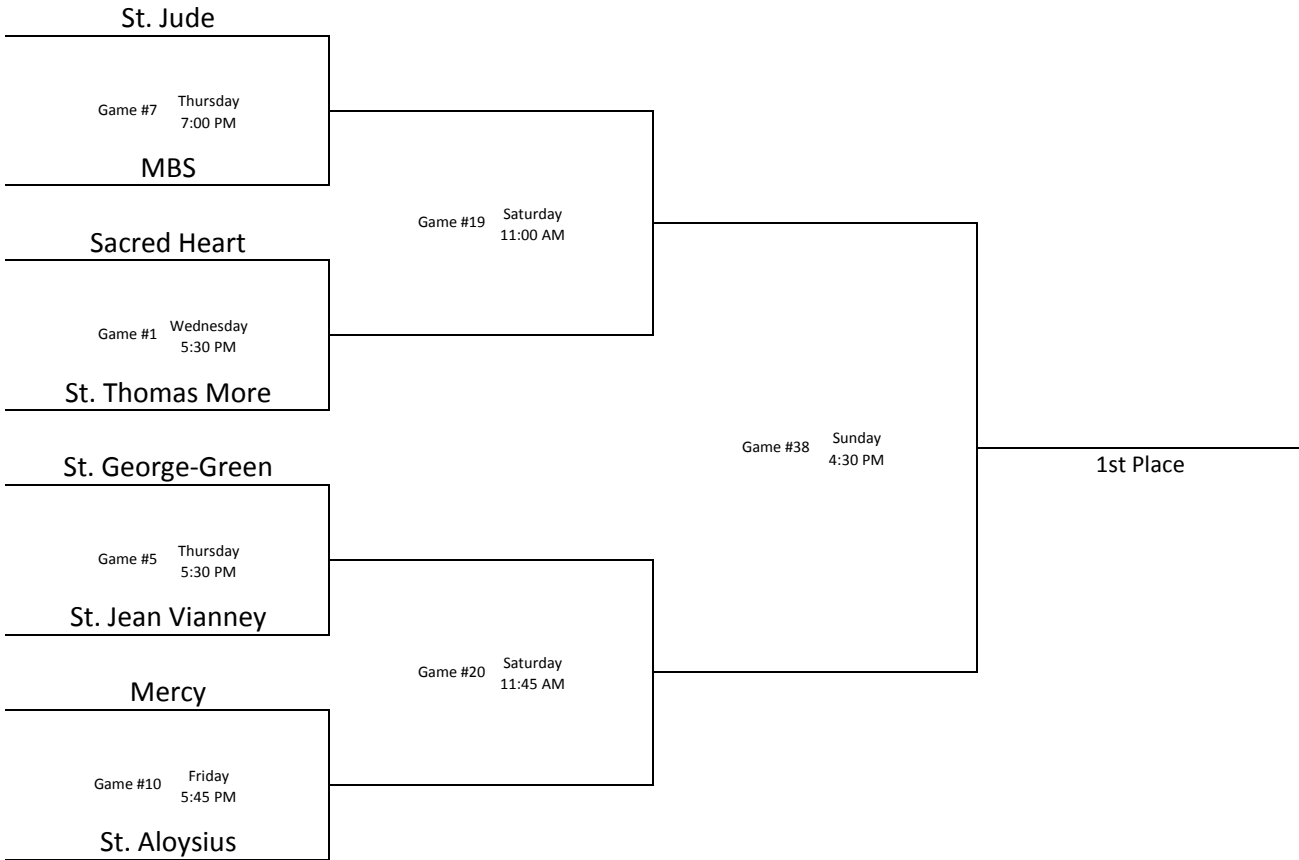 St. Jude
Game #7
Thursday
7:00 PM
MBS
Game #19
Saturday
11:00 AM
Sacred Heart
Game #1
Wednesday
5:30 PM
St. Thomas More
Game #38
Sunday
4:30 PM
1st Place
St. George-Green
Game #5
Thursday
5:30 PM
St. Jean Vianney
Game #20
Saturday
11:45 AM
Mercy
Game #10
Friday
5:45 PM
St. Aloysius